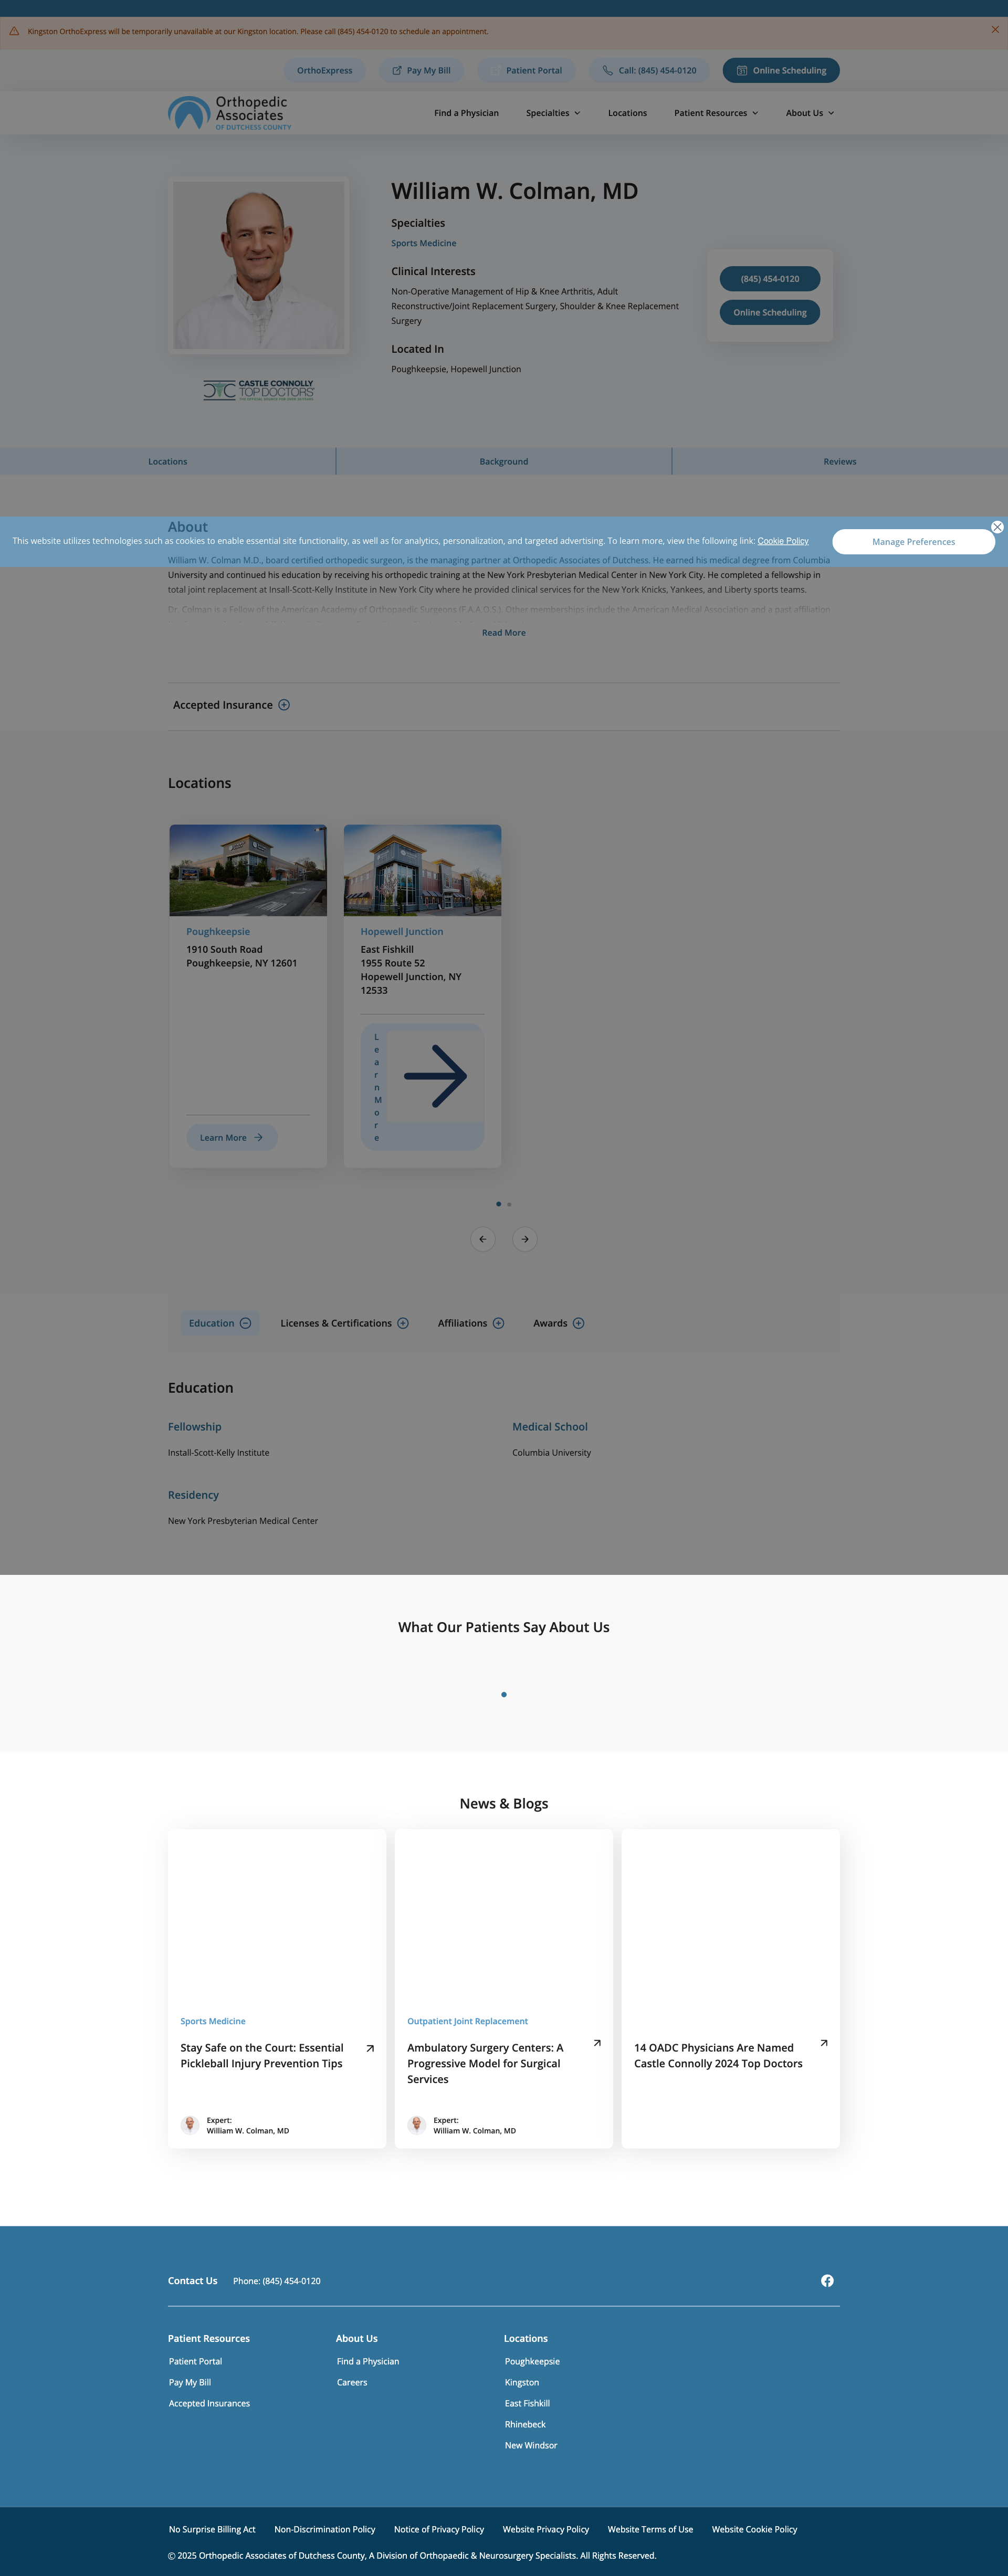 Kingston OrthoExpress will be temporarily unavailable at our Kingston location. Please call (845) 454-0120 to schedule an appointment.
OrthoExpress
Pay My Bill
Patient Portal
Call: (845) 454-0120
Online Scheduling
Orthopedic
Associates
OF DUTCHESS COUNTY
Find a Physician
Specialties
Locations
Patient Resources
About Us
William W. Colman, MD
Specialties
Sports Medicine
Clinical Interests
Non-Operative Management of Hip & Knee Arthritis, Adult
Reconstructive/Joint Replacement Surgery, Shoulder & Knee Replacement
Surgery
Located In
Poughkeepsie, Hopewell Junction
(845) 454-0120
Online Scheduling
CASTLE CONNOLLY
TOP DOCTORS
Locations
Background
Reviews
About
This website utilizes technologies such as cookies to enable essential site functionality, as well as for analytics, personalization, and targeted advertising. To learn more, view the following link: Cookie Policy
Manage Preferences
William W. Colman M.D., board certified orthopedic surgeon, is the managing partner at Orthopedic Associates of Dutchess. He earned his medical degree from Columbia
University and continued his education by receiving his orthopedic training at the New York Presbyterian Medical Center in New York City. He completed a fellowship in
total joint replacement at Insall-Scott-Kelly Institute in New York City where he provided clinical services for the New York Knicks, Yankees, and Liberty sports teams.
Dr. Colman is a Fellow of the American Academy of Orthopaedic Surgeons (F.A.A.O.S.). Other memberships include the American Medical Association and a past affiliation
Read More
Accepted Insurance
Locations
Poughkeepsie
1910 South Road
Poughkeepsie, NY 12601
Learn More
Hopewell Junction
East Fishkill
1955 Route 52
Hopewell Junction, NY
12533
Learn More
Education
Licenses & Certifications
Affiliations
Awards
Education
Fellowship
Install-Scott-Kelly Institute
Medical School
Columbia University
Residency
New York Presbyterian Medical Center
What Our Patients Say About Us
News & Blogs
Sports Medicine
Stay Safe on the Court: Essential
Pickleball Injury Prevention Tips
Expert:
William W. Colman, MD
Outpatient Joint Replacement
Ambulatory Surgery Centers: A
Progressive Model for Surgical
Services
Expert:
William W. Colman, MD
14 OADC Physicians Are Named
Castle Connolly 2024 Top Doctors
Contact Us
Phone: (845) 454-0120
Patient Resources
Patient Portal
Pay My Bill
Accepted Insurances
About Us
Find a Physician
Careers
Locations
Poughkeepsie
Kingston
East Fishkill
Rhinebeck
New Windsor
No Surprise Billing Act
Non-Discrimination Policy
Notice of Privacy Policy
Website Privacy Policy
Website Terms of Use
Website Cookie Policy
© 2025 Orthopedic Associates of Dutchess County, A Division of Orthopaedic & Neurosurgery Specialists. All Rights Reserved.